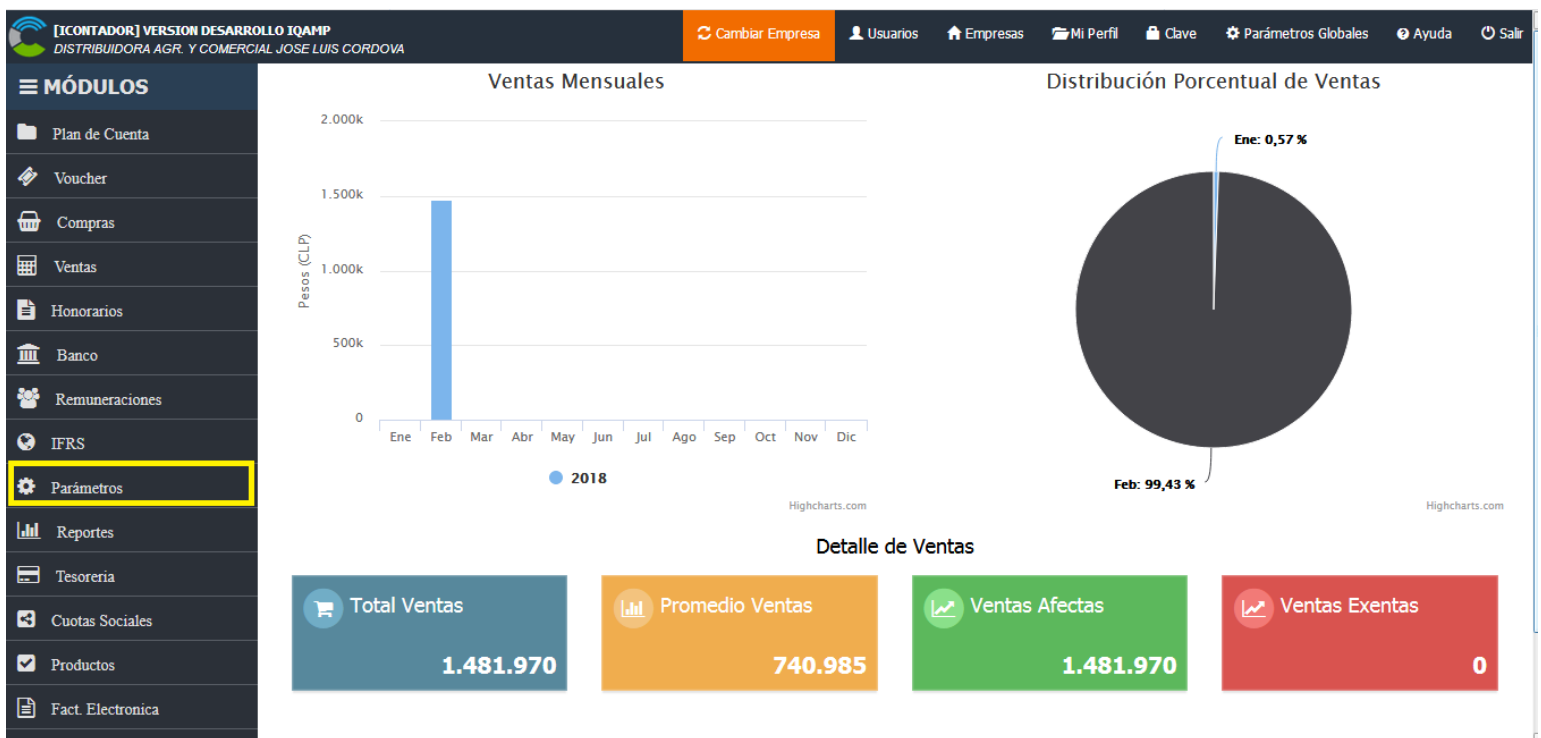 [ICONTADOR] VERSION DESARROLLO IQAMP
DISTRIBUIDORA AGR. Y COMERCIAL JOSE LUIS CORDOVA
Cambiar Empresa
Usuarios
Empresas
Mi Perfil
Clave
Parámetros Globales
Ayuda
Salir
MÓDULOS
Plan de Cuenta
Voucher
Compras
Ventas
Honorarios
Banco
Remuneraciones
IFRS
Parámetros
Reportes
Tesoreria
Cuotas Sociales
Productos
Fact. Electronica
Ventas Mensuales
Pesos (CLP)
2.000k
1.500k
1.000k
500k
0
Ene Feb Mar Abr May Jun Jul Ago Sep Oct Nov Dic
2018
Highcharts.com
Distribución Porcentual de Ventas
Ene: 0,57 %
Feb: 99,43 %
Highcharts.com
Detalle de Ventas
Total Ventas
1.481.970
Promedio Ventas
740.985
Ventas Afectas
1.481.970
Ventas Exentas
0